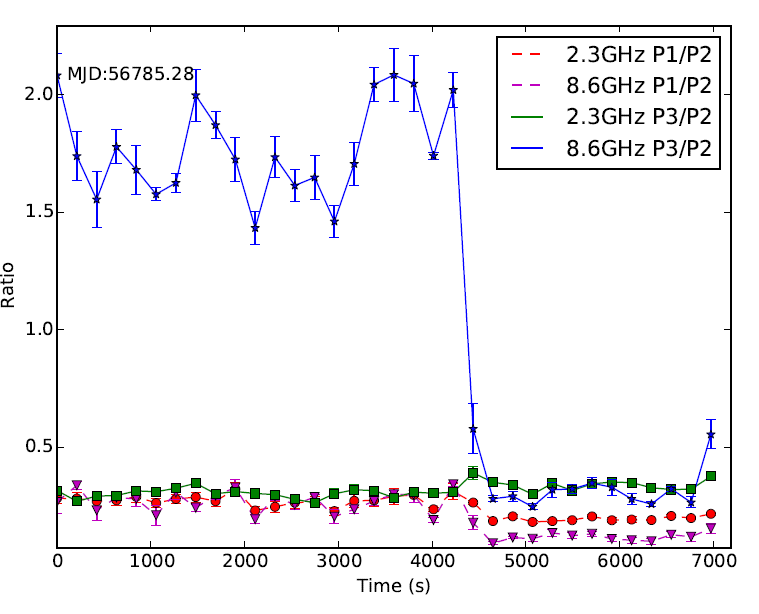 MJD:56785.28
2.3GHz P1/P2
8.6GHz P1/P2
2.3GHz P3/P2
8.6GHz P3/P2
2.0
1.5
1.0
0.5
Ratio
0 1000 2000 3000 4000 5000 6000 7000
Time (s)